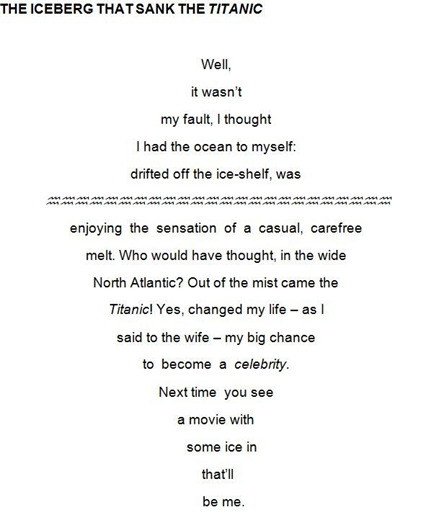 THE ICEBERG THAT SANK THE TITANIC
Well,
it wasn't
my fault, I thought
I had the ocean to myself:
drifted off the ice-shelf, was
enjoying the sensation of a casual, carefree
melt. Who would have thought, in the wide
North Atlantic? Out of the mist came the
Titanic! Yes, changed my life – as I
said to the wife – my big chance
to become a celebrity.
Next time you see
a movie with
some ice in
that'll
be me.